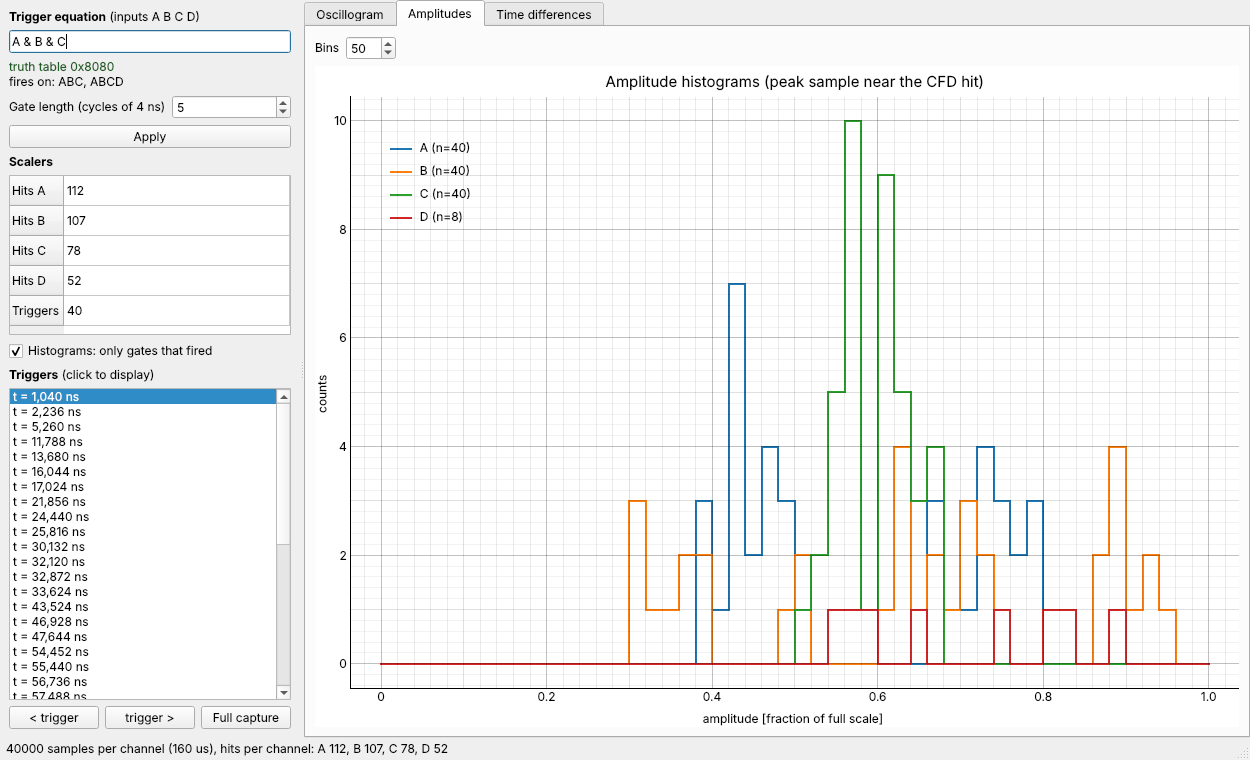 Trigger equation (inputs A B C D)
A & B & C
truth table 0x8080
fires on: ABC, ABCD
Gate length (cycles of 4 ns) 5
Apply
Scalers
Hits A 112
Hits B 107
Hits C 78
Hits D 52
Triggers 40
Histograms: only gates that fired
Triggers (click to display)
t = 1,040 ns
t = 2,236 ns
t = 5,260 ns
t = 11,788 ns
t = 13,680 ns
t = 16,044 ns
t = 17,024 ns
t = 21,856 ns
t = 24,440 ns
t = 25,816 ns
t = 30,132 ns
t = 32,120 ns
t = 32,872 ns
t = 33,624 ns
t = 43,524 ns
t = 46,928 ns
t = 47,644 ns
t = 54,452 ns
t = 55,440 ns
t = 56,736 ns
t = 57,488 ns
< trigger trigger > Full capture
Oscillogram Amplitudes Time differences
Bins 50
Amplitude histograms (peak sample near the CFD hit)
A (n=40)
B (n=40)
C (n=40)
D (n=8)
counts
10
8
6
4
2
0
0 0.2 0.4 0.6 0.8 1.0
amplitude [fraction of full scale]
40000 samples per channel (160 us), hits per channel: A 112, B 107, C 78, D 52